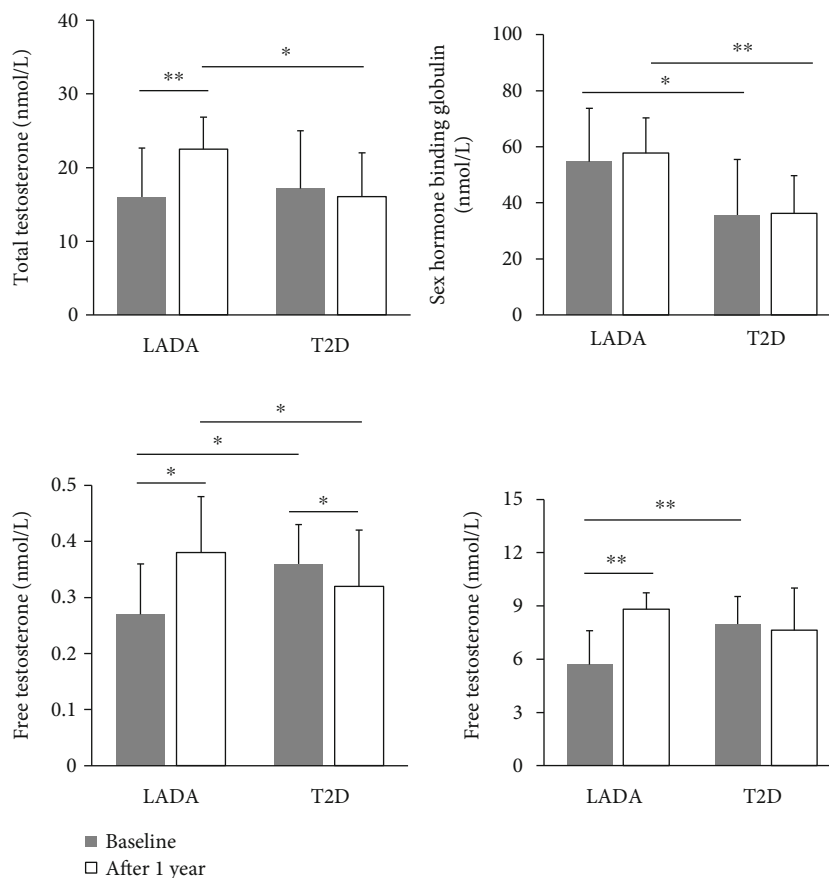 Total testosterone (nmol/L)
40
30
20
10
0
**
*
LADA
T2D
Sex hormone binding globulin
(nmol/L)
100
80
60
40
20
0
**
*
LADA
T2D
Free testosterone (nmol/L)
0.5
0.4
0.3
0.2
0.1
0
*
*
*
*
LADA
T2D
Free testosterone (nmol/L)
15
12
9
6
3
0
**
**
LADA
T2D
Baseline
After 1 year